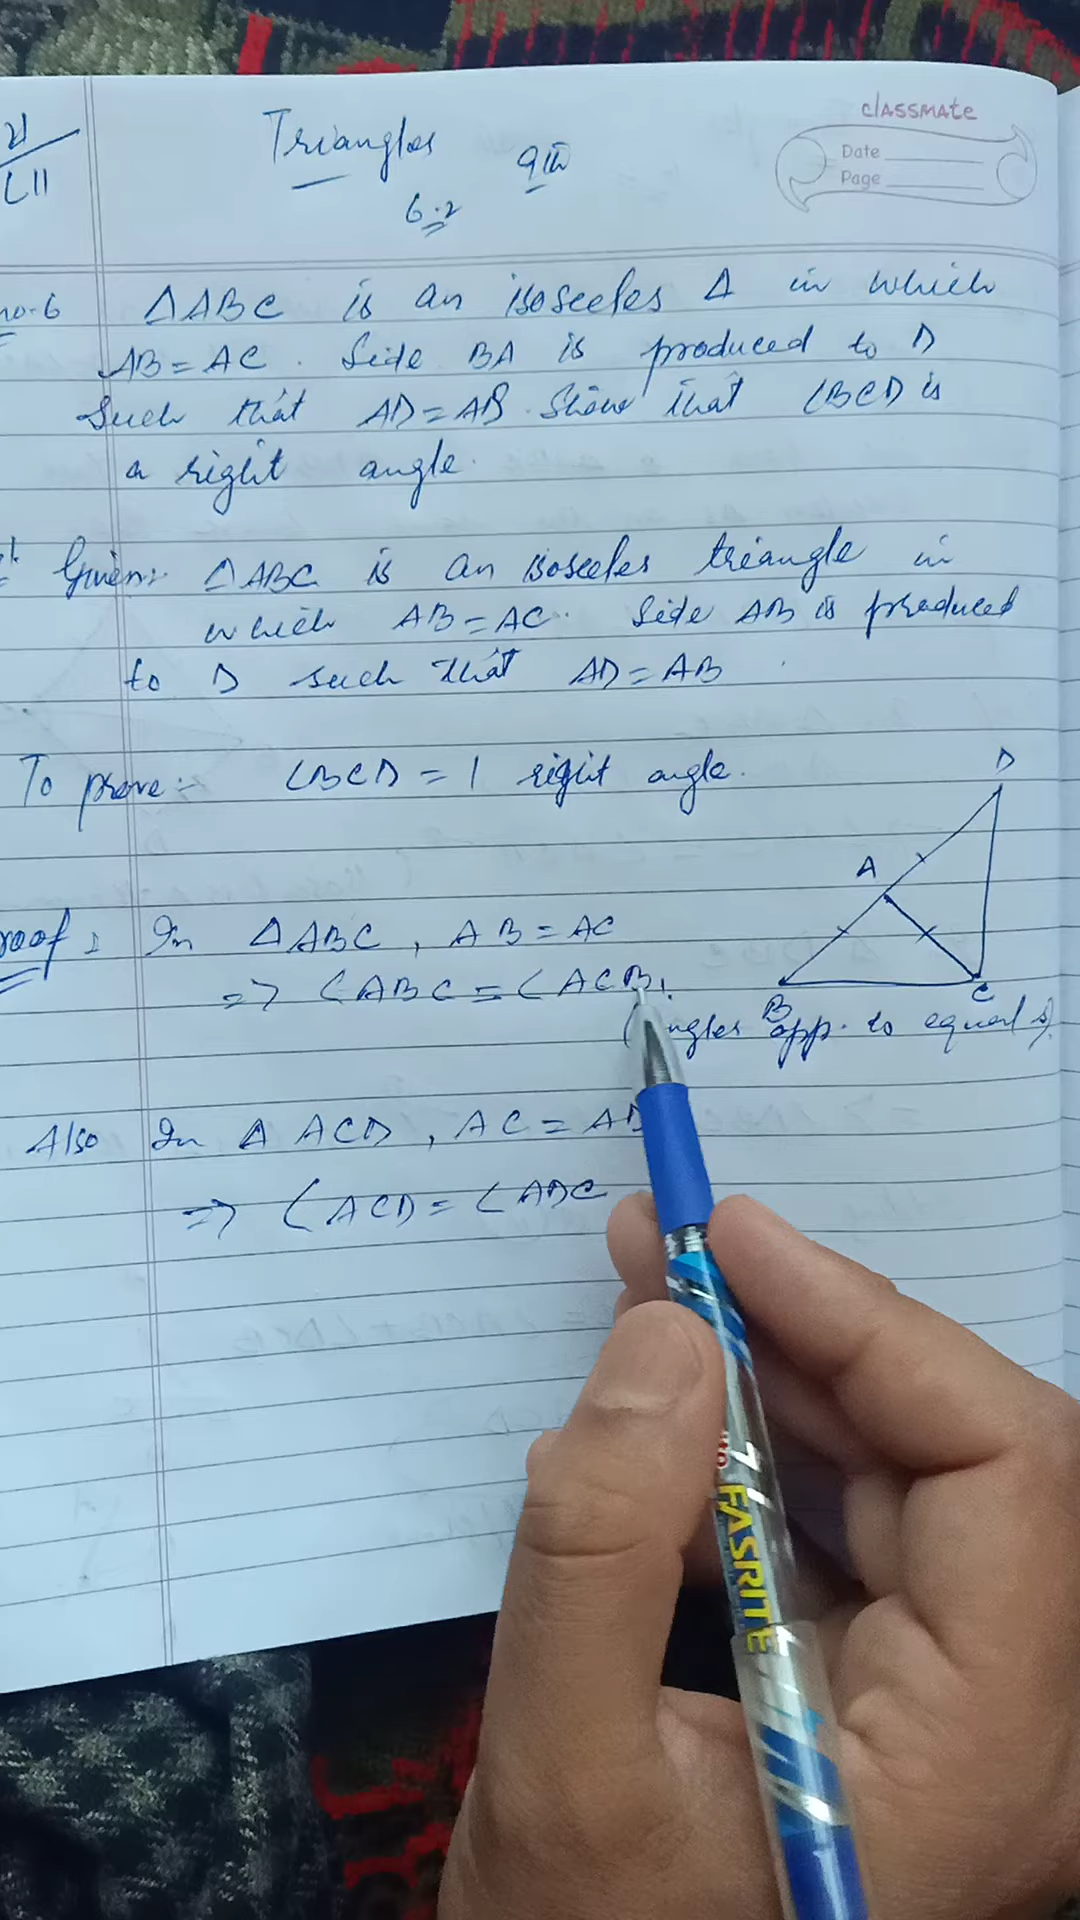 Triangles 9th
6.2
classmate
Date
Page
no-6 ΔABC is an isosceles Δ in which
AB = AC. Side BA is produced to D
such that AD = AB. Show that ∠BCD is
a right angle.
Given:- ΔABC is an isosceles triangle in
which AB = AC. Side AB is produced
to D such that AD = AB
To prove:- ∠BCD = 1 right angle.
D
A
B
C
roof: In ΔABC, AB = AC
=> ∠ABC = ∠ACB.
(Angles opp. to equal s)
Also In Δ ACD, AC = AD
=> ∠ACD = ∠ADC
FASRITE